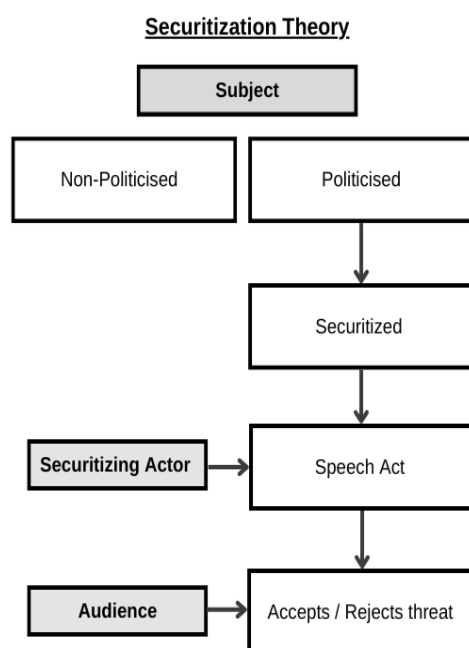 Securitization Theory
Subject
Non-Politicised
Politicised
Securitized
Securitizing Actor
Speech Act
Audience
Accepts / Rejects threat